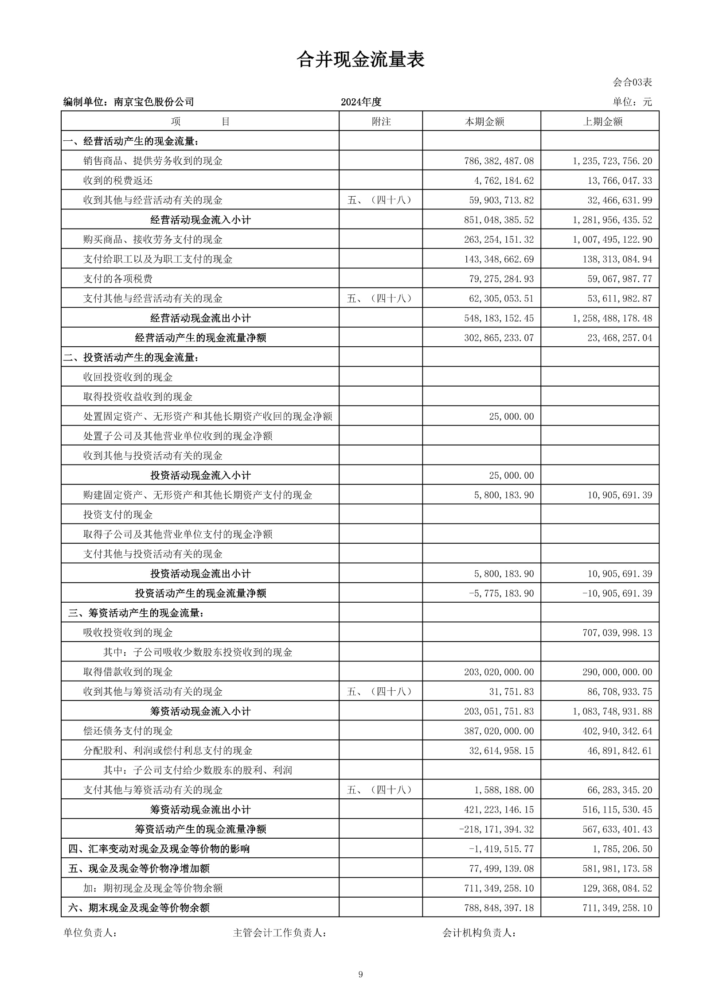 合并现金流量表
会合03表
编制单位：南京宝色股份公司 2024年度 单位：元
项 目 附注 本期金额 上期金额
一、经营活动产生的现金流量：
销售商品、提供劳务收到的现金 786,382,487.08 1,235,723,756.20
收到的税费返还 4,762,184.62 13,766,047.33
收到其他与经营活动有关的现金 五、（四十八） 59,903,713.82 32,466,631.99
经营活动现金流入小计 851,048,385.52 1,281,956,435.52
购买商品、接收劳务支付的现金 263,254,151.32 1,007,495,122.90
支付给职工以及为职工支付的现金 143,348,662.69 138,313,084.94
支付的各项税费 79,275,284.93 59,067,987.77
支付其他与经营活动有关的现金 五、（四十八） 62,305,053.51 53,611,982.87
经营活动现金流出小计 548,183,152.45 1,258,488,178.48
经营活动产生的现金流量净额 302,865,233.07 23,468,257.04
二、投资活动产生的现金流量：
收回投资收到的现金
取得投资收益收到的现金
处置固定资产、无形资产和其他长期资产收回的现金净额 25,000.00
处置子公司及其他营业单位收到的现金净额
收到其他与投资活动有关的现金
投资活动现金流入小计 25,000.00
购建固定资产、无形资产和其他长期资产支付的现金 5,800,183.90 10,905,691.39
投资支付的现金
取得子公司及其他营业单位支付的现金净额
支付其他与投资活动有关的现金
投资活动现金流出小计 5,800,183.90 10,905,691.39
投资活动产生的现金流量净额 -5,775,183.90 -10,905,691.39
三、筹资活动产生的现金流量：
吸收投资收到的现金 707,039,998.13
其中：子公司吸收少数股东投资收到的现金
取得借款收到的现金 203,020,000.00 290,000,000.00
收到其他与筹资活动有关的现金 五、（四十八） 31,751.83 86,708,933.75
筹资活动现金流入小计 203,051,751.83 1,083,748,931.88
偿还债务支付的现金 387,020,000.00 402,940,342.64
分配股利、利润或偿付利息支付的现金 32,614,958.15 46,891,842.61
其中：子公司支付给少数股东的股利、利润
支付其他与筹资活动有关的现金 五、（四十八） 1,588,188.00 66,283,345.20
筹资活动现金流出小计 421,223,146.15 516,115,530.45
筹资活动产生的现金流量净额 -218,171,394.32 567,633,401.43
四、汇率变动对现金及现金等价物的影响 -1,419,515.77 1,785,206.50
五、现金及现金等价物净增加额 77,499,139.08 581,981,173.58
加：期初现金及现金等价物余额 711,349,258.10 129,368,084.52
六、期末现金及现金等价物余额 788,848,397.18 711,349,258.10
单位负责人： 主管会计工作负责人： 会计机构负责人：
9